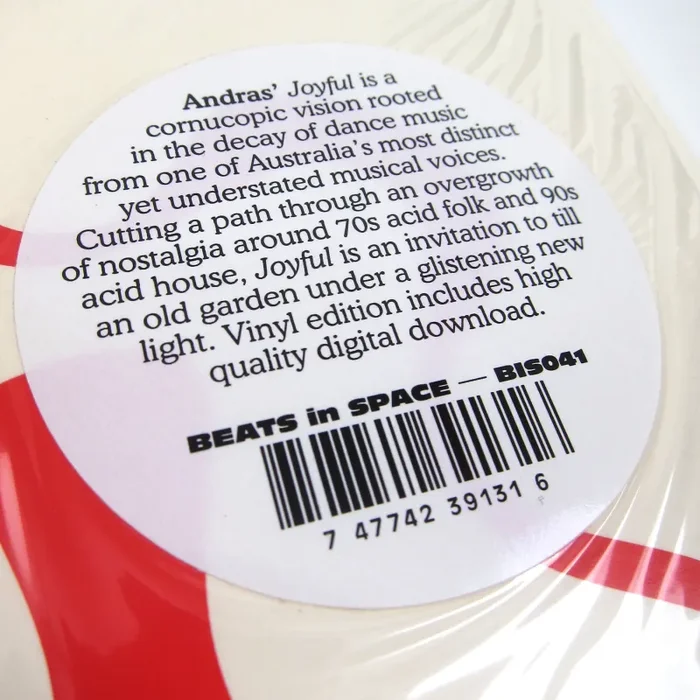 Andras' Joyful is a
cornucopic vision rooted
in the decay of dance music
from one of Australia's most distinct
yet understated musical voices.
Cutting a path through an overgrowth
of nostalgia around 70s acid folk and 90s
acid house, Joyful is an invitation to till
an old garden under a glistening new
light. Vinyl edition includes high
quality digital download.
BEATS in SPACE — BIS041
7 47742 39131 6